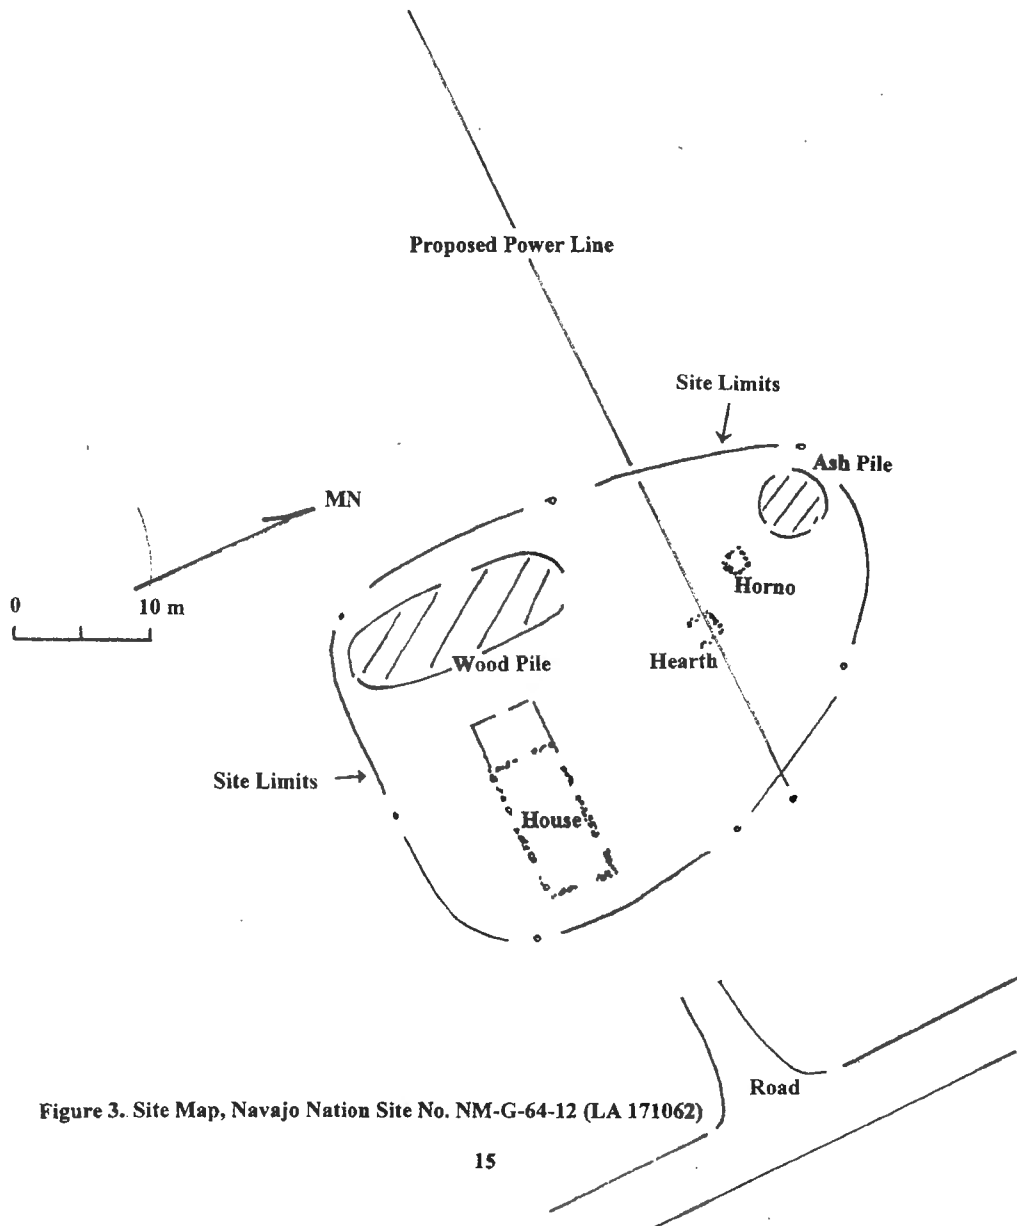 Proposed Power Line
Site Limits
Ash Pile
MN
Horno
0 10 m
Wood Pile
Hearth
Site Limits
House
Road
Figure 3. Site Map, Navajo Nation Site No. NM-G-64-12 (LA 171062)
15